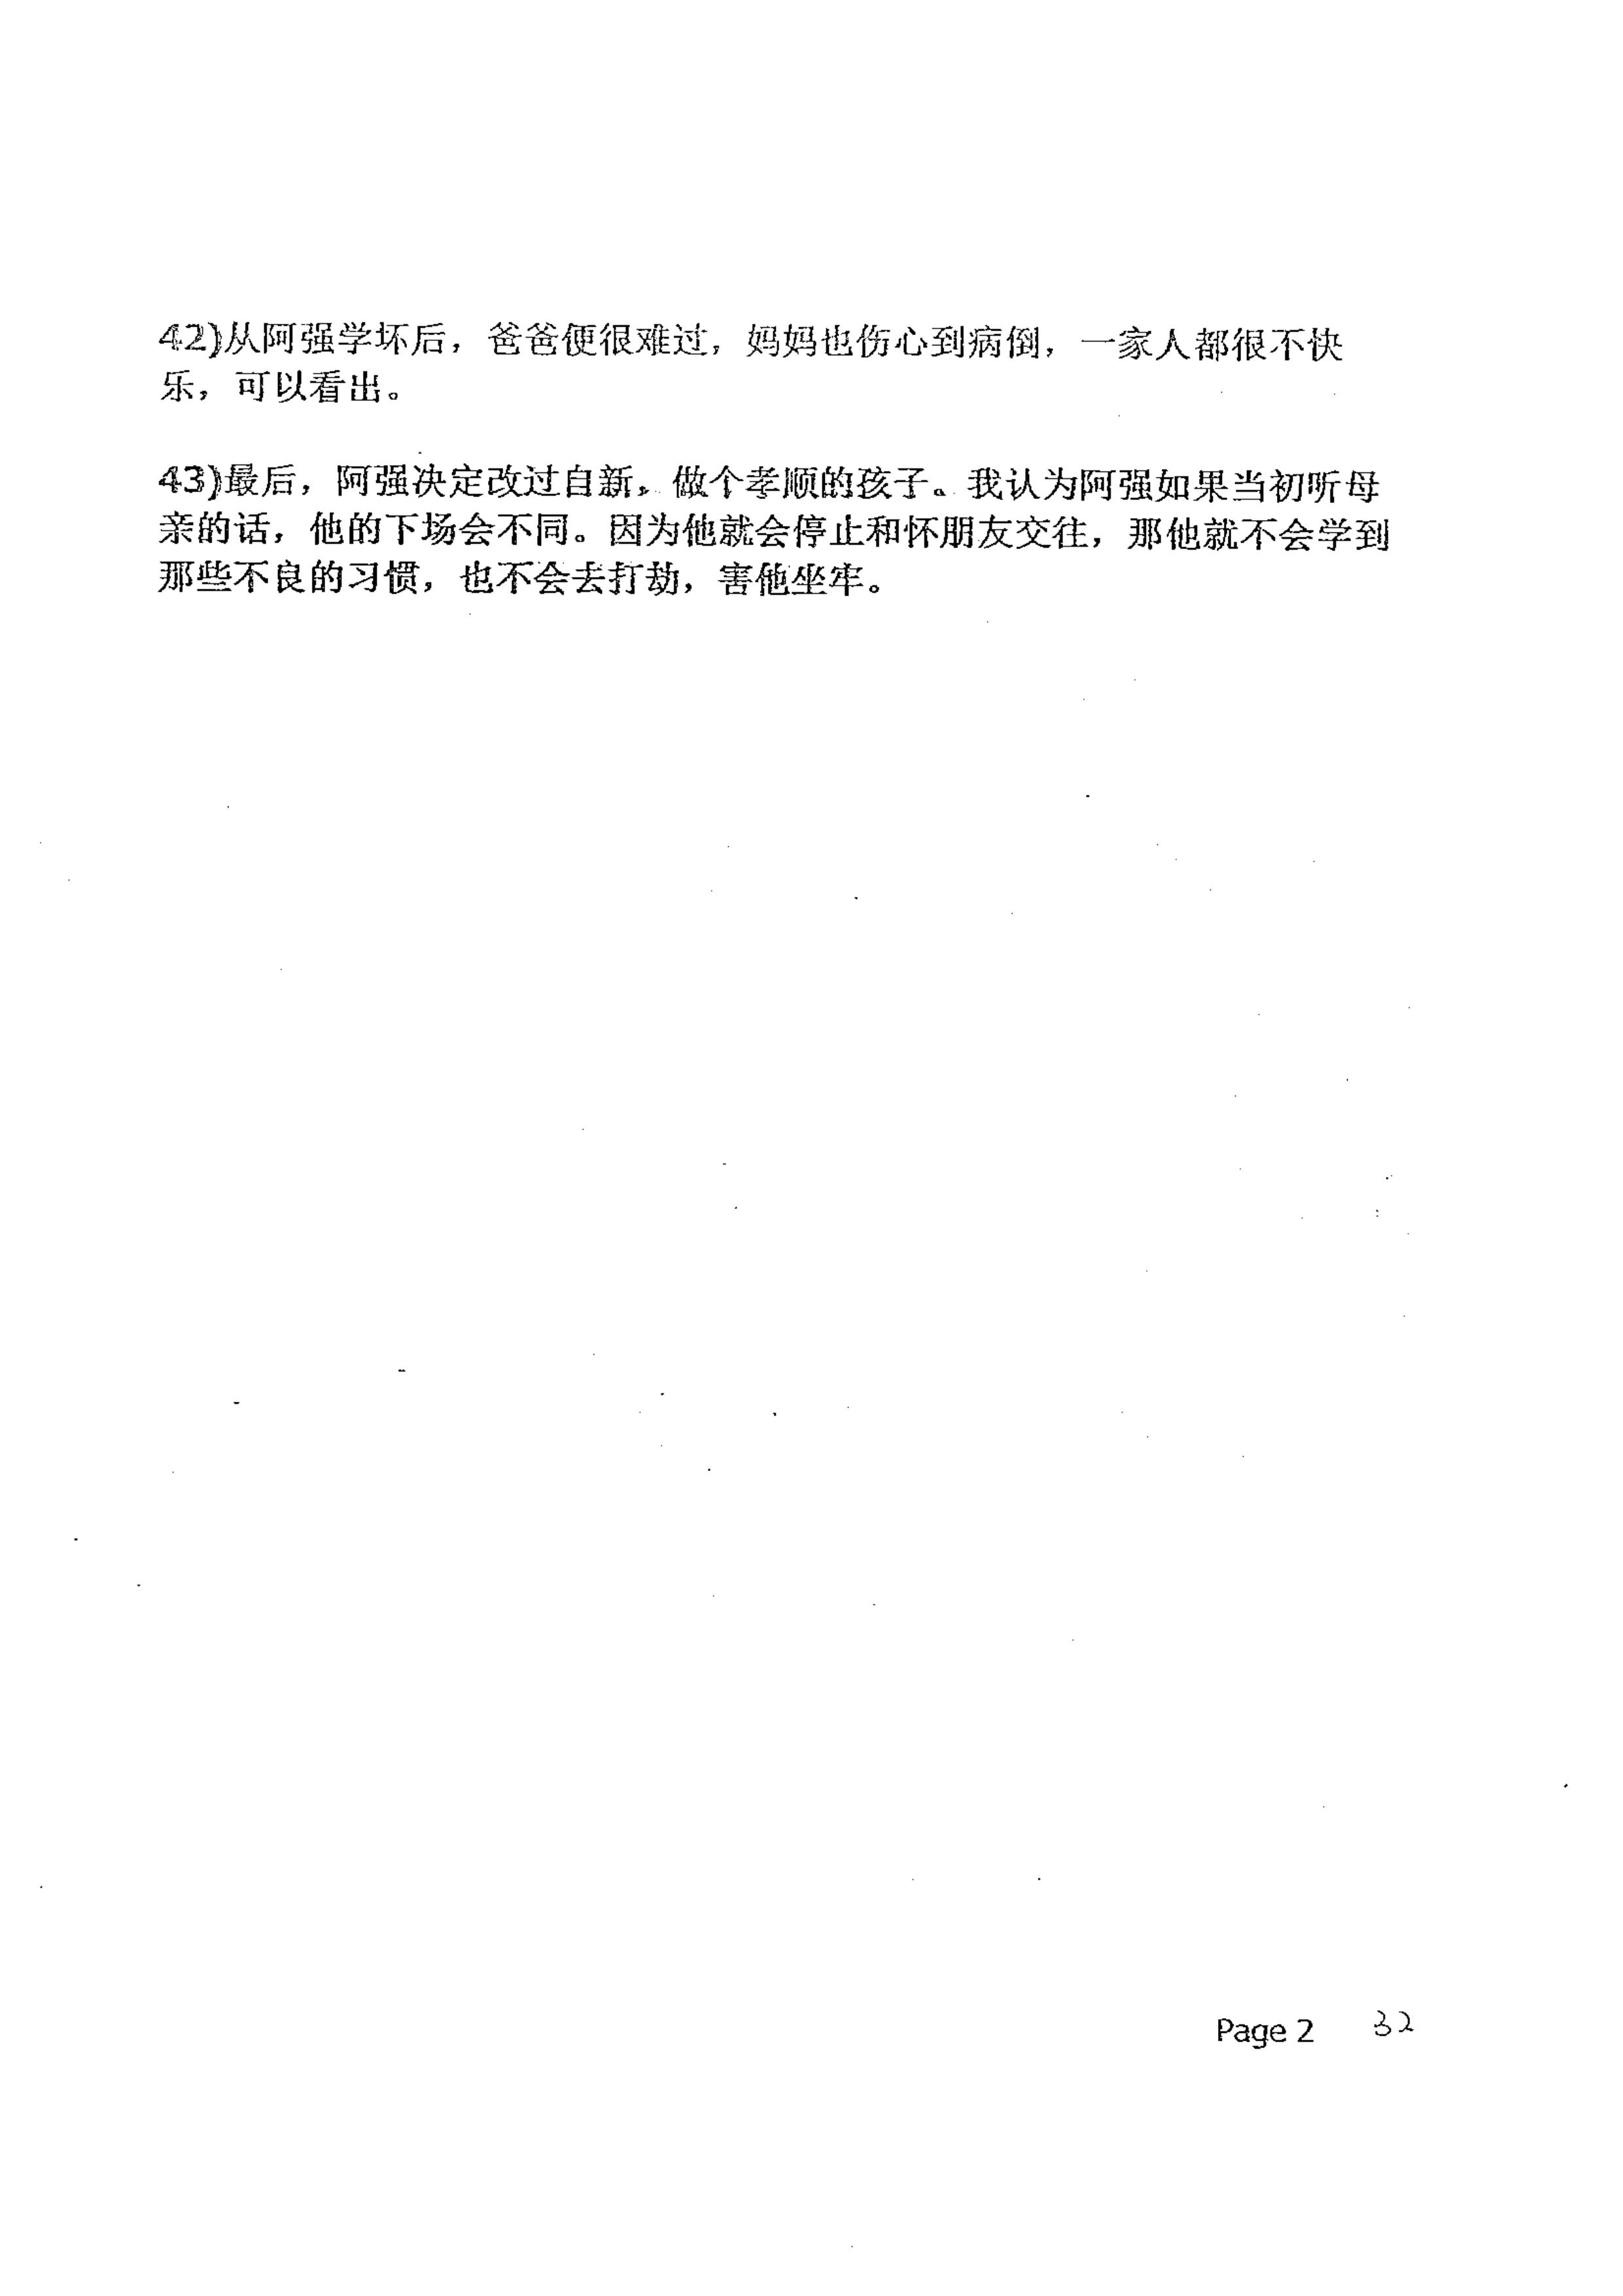 42)从阿强学坏后，爸爸便很难过，妈妈也伤心到病倒，一家人都很不快
乐，可以看出。
43)最后，阿强决定改过自新，做个孝顺的孩子。我认为阿强如果当初听母
亲的话，他的下场会不同。因为他就会停止和怀朋友交往，那他就不会学到
那些不良的习惯，也不会去打劫，害他坐牢。
Page 2 32